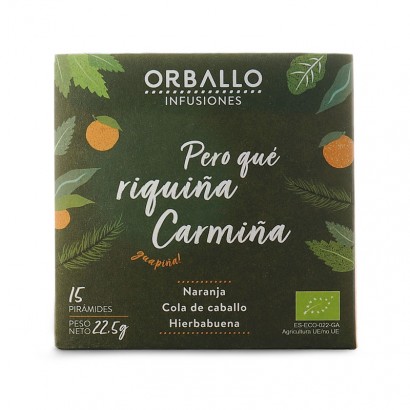 ORBALLO
INFUSIONES
Pero qué
riquiña
Carmiña
guapiña!
Naranja
Cola de caballo
Hierbabuena
15
PIRÁMIDES
PESO
NETO 22.5g
ES-ECO-022-GA
Agricultura UE/no UE